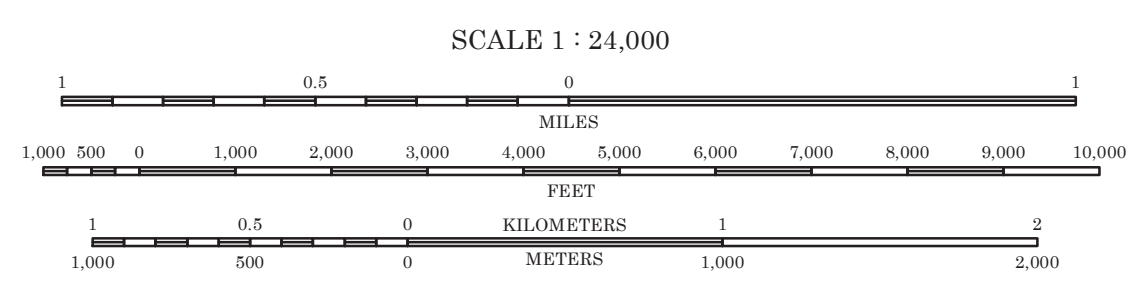 SCALE 1 : 24,000
1 0.5 0 1
MILES
1,000 500 0 1,000 2,000 3,000 4,000 5,000 6,000 7,000 8,000 9,000 10,000
FEET
1 0.5 0 KILOMETERS 1 2
1,000 500 0 METERS 1,000 2,000